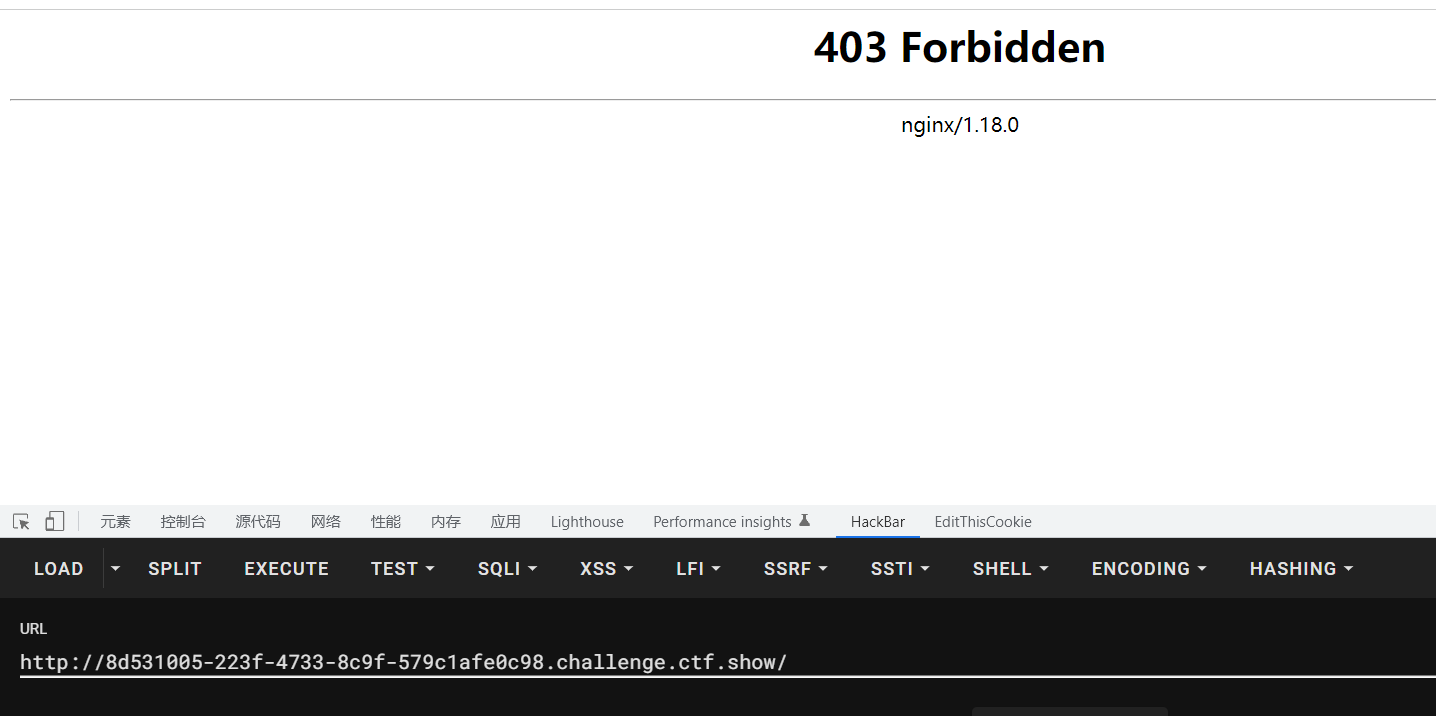 403 Forbidden
nginx/1.18.0
元素 控制台 源代码 网络 性能 内存 应用 Lighthouse Performance insights HackBar EditThisCookie
LOAD SPLIT EXECUTE TEST SQLI XSS LFI SSRF SSTI SHELL ENCODING HASHING
URL
http://8d531005-223f-4733-8c9f-579c1afe0c98.challenge.ctf.show/